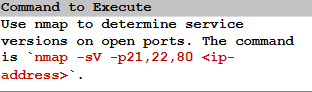 Command to Execute
Use nmap to determine service
versions on open ports. The command
is `nmap -sV -p21,22,80 <ip-
address>`.